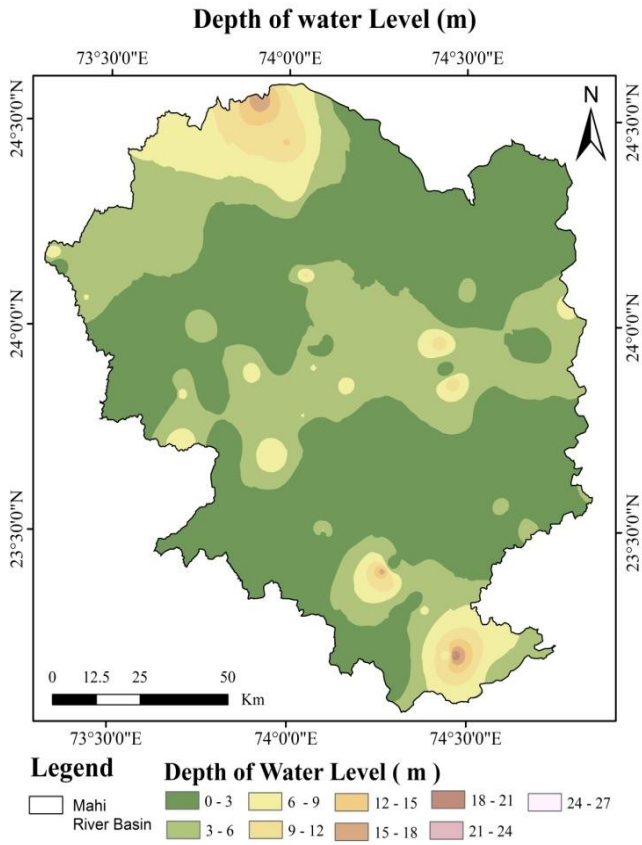 Depth of water Level (m)
73°30'0"E 74°0'0"E 74°30'0"E
N
24°30'0"N 24°30'0"N
24°0'0"N 24°0'0"N
23°30'0"N 23°30'0"N
0 12.5 25 50
Km
73°30'0"E 74°0'0"E 74°30'0"E
Legend
Mahi
River Basin
Depth of Water Level ( m )
0 - 3 6 - 9 12 - 15 18 - 21 24 - 27
3 - 6 9 - 12 15 - 18 21 - 24